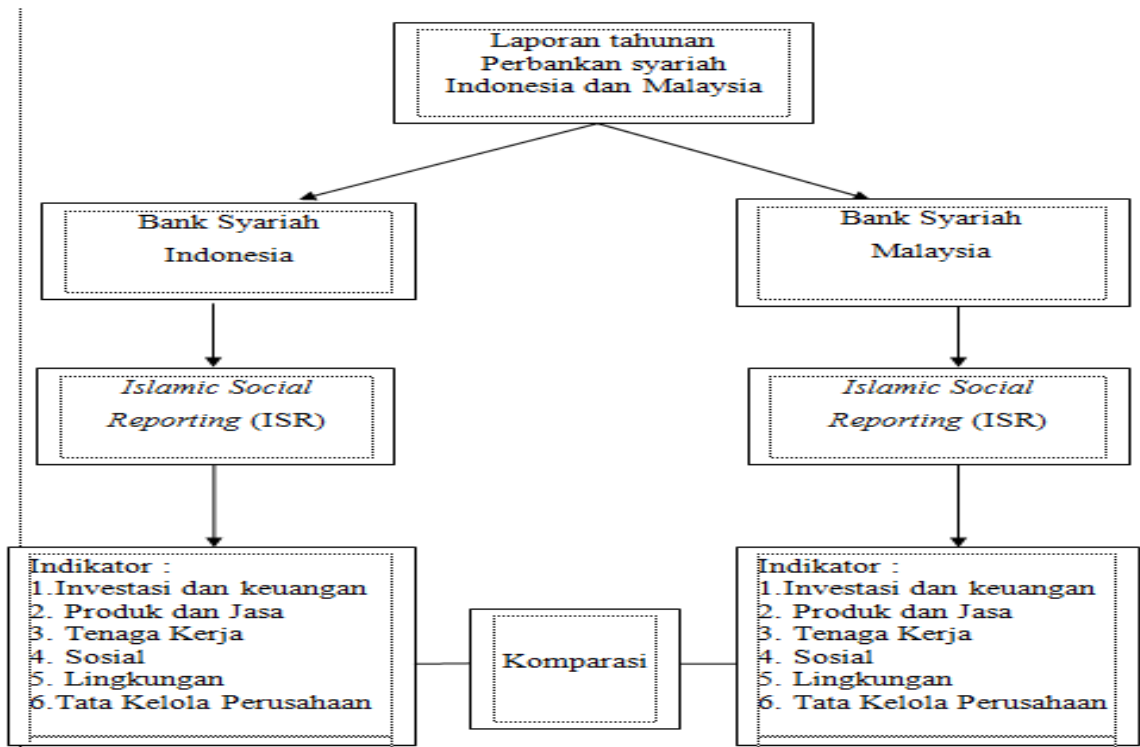 Laporan tahunan
Perbankan syariah
Indonesia dan Malaysia
Bank Syariah
Indonesia
Bank Syariah
Malaysia
Islamic Social
Reporting (ISR)
Islamic Social
Reporting (ISR)
Indikator :
1.Investasi dan keuangan
2. Produk dan Jasa
3. Tenaga Kerja
4. Sosial
5. Lingkungan
6.Tata Kelola Perusahaan
Komparasi
Indikator :
1.Investasi dan keuangan
2. Produk dan Jasa
3. Tenaga Kerja
4. Sosial
5. Lingkungan
6. Tata Kelola Perusahaan